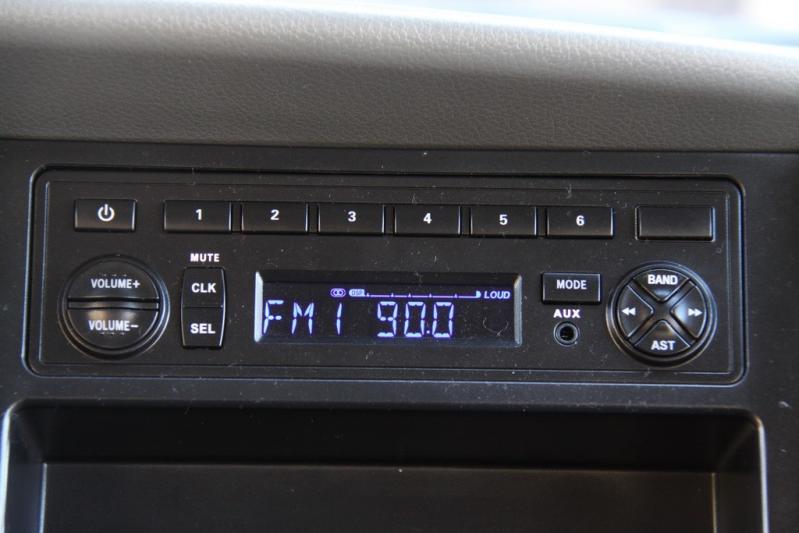 1 2 3 4 5 6
MUTE
VOLUME+
VOLUME-
CLK
SEL
DSP LOUD
FM1 90.0
MODE
AUX
BAND
AST